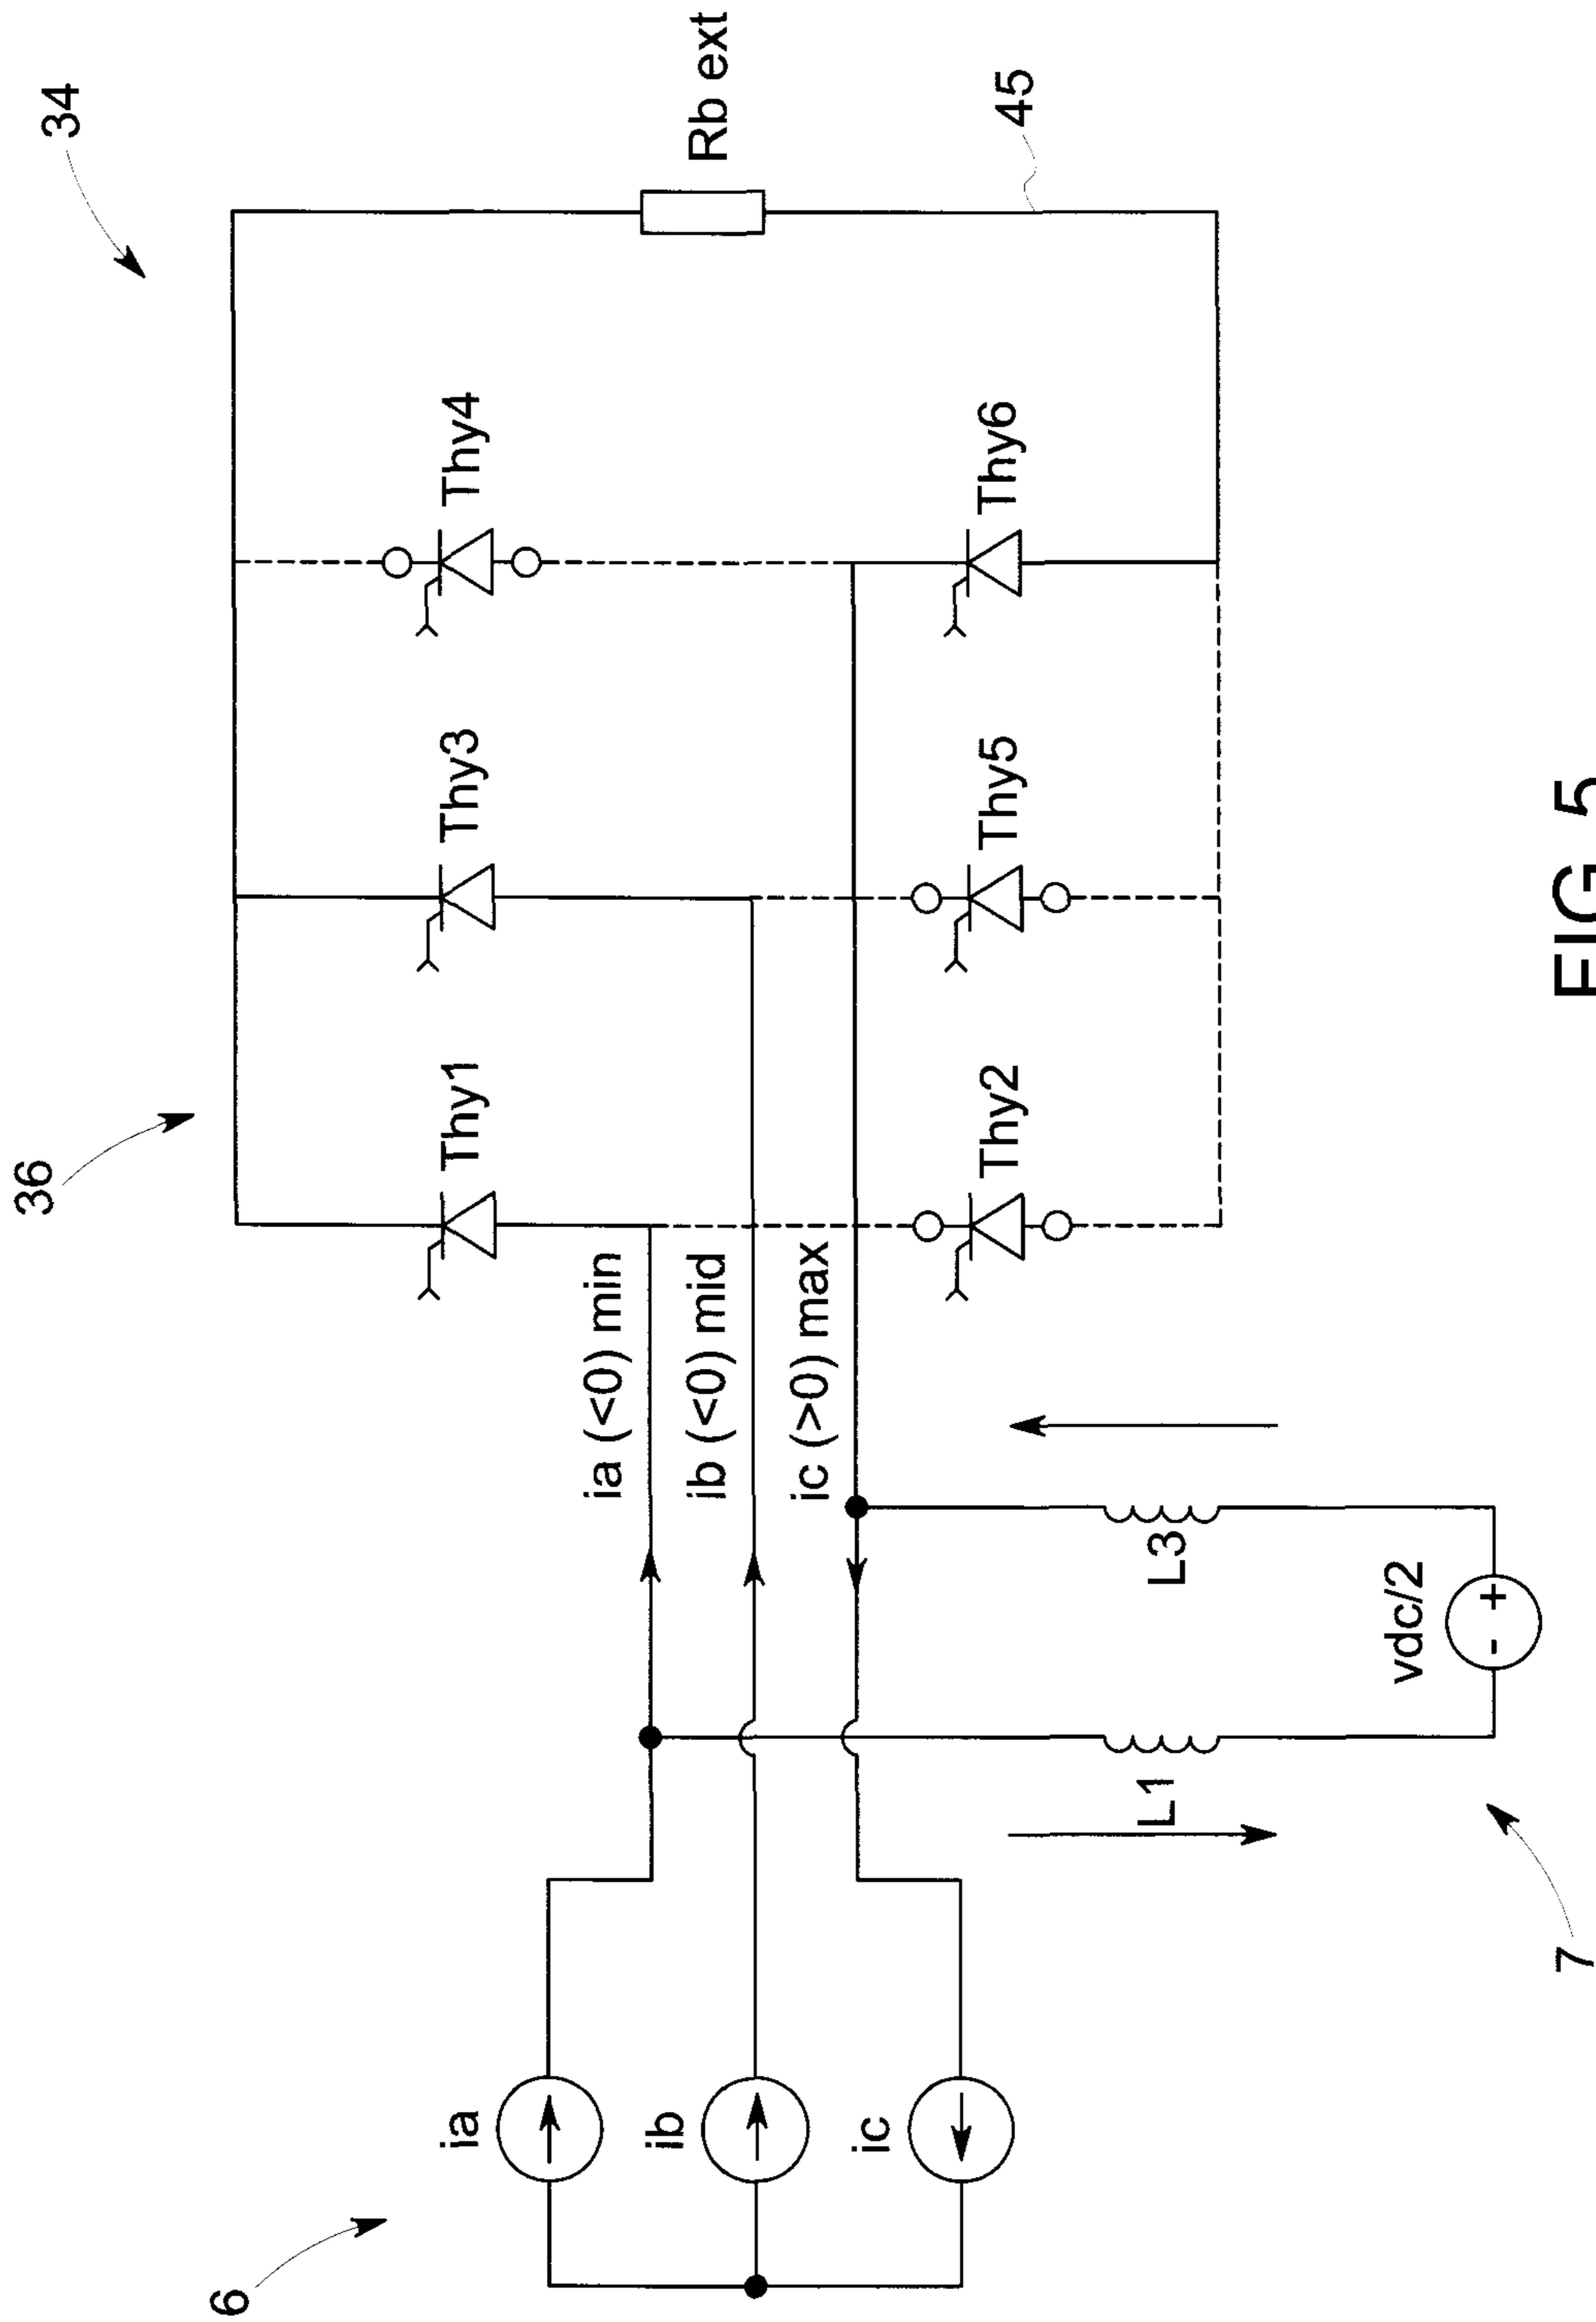 34
36
Rb ext
45
Thy1
Thy3
Thy4
Thy2
Thy5
Thy6
ia (<0) min
ib (<0) mid
ic (>0) max
6
ia
ib
ic
L1
L3
vdc/2
- +
7
FIG. 5